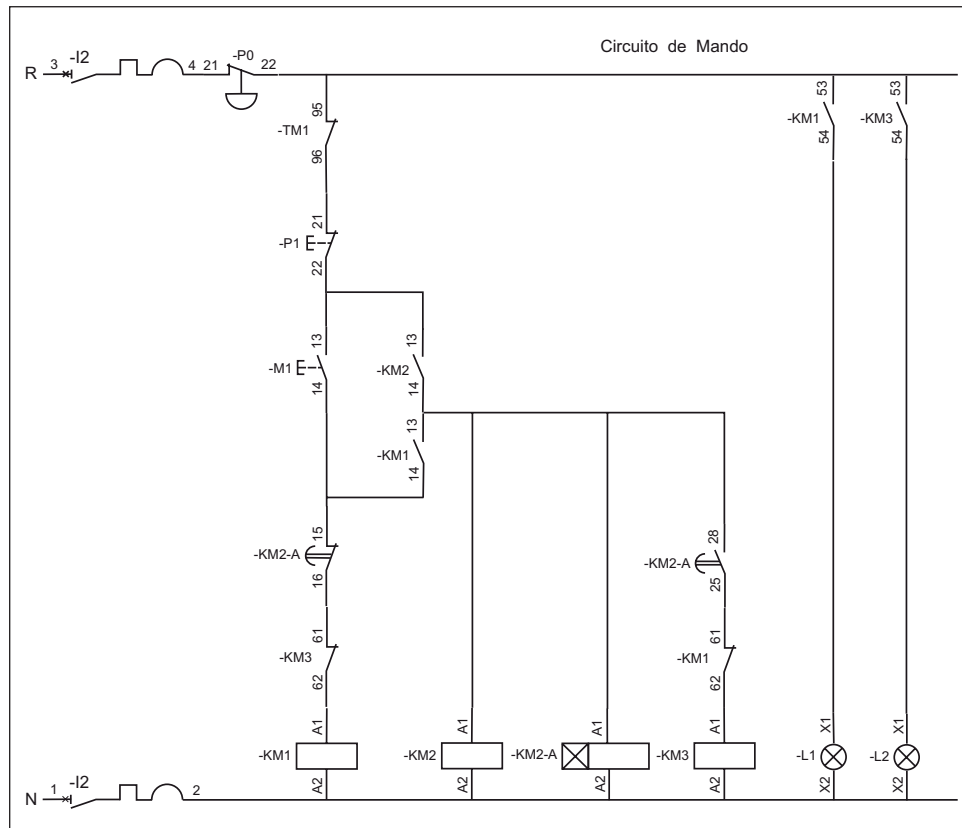 Circuito de Mando
R 3 -I2 4 21 -P0 22
95 53 53
-TM1 -KM1 -KM3
96 54 54
21
-P1
22
13 13
-M1 -KM2
14 14
13
-KM1
14
15 28
-KM2-A -KM2-A
16 25
61 61
-KM3 -KM1
62 62
A1 A1 A1 A1 X1 X1
-KM1 -KM2 -KM2-A -KM3 -L1 -L2
A2 A2 A2 A2 X2 X2
N 1 -I2 2